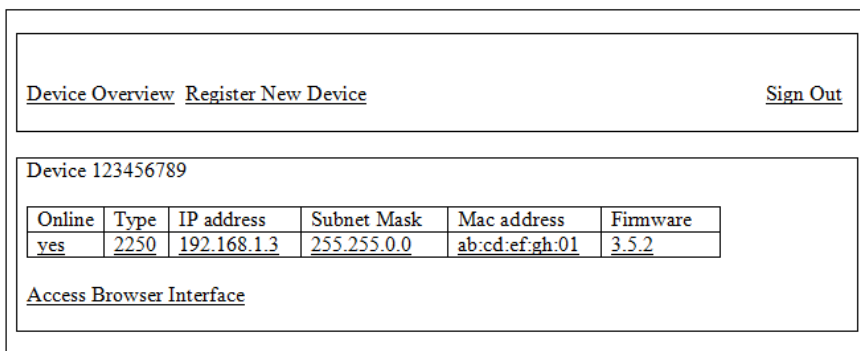 Device Overview Register New Device Sign Out
Device 123456789
Online Type IP address Subnet Mask Mac address Firmware
yes 2250 192.168.1.3 255.255.0.0 ab:cd:ef:gh:01 3.5.2
Access Browser Interface